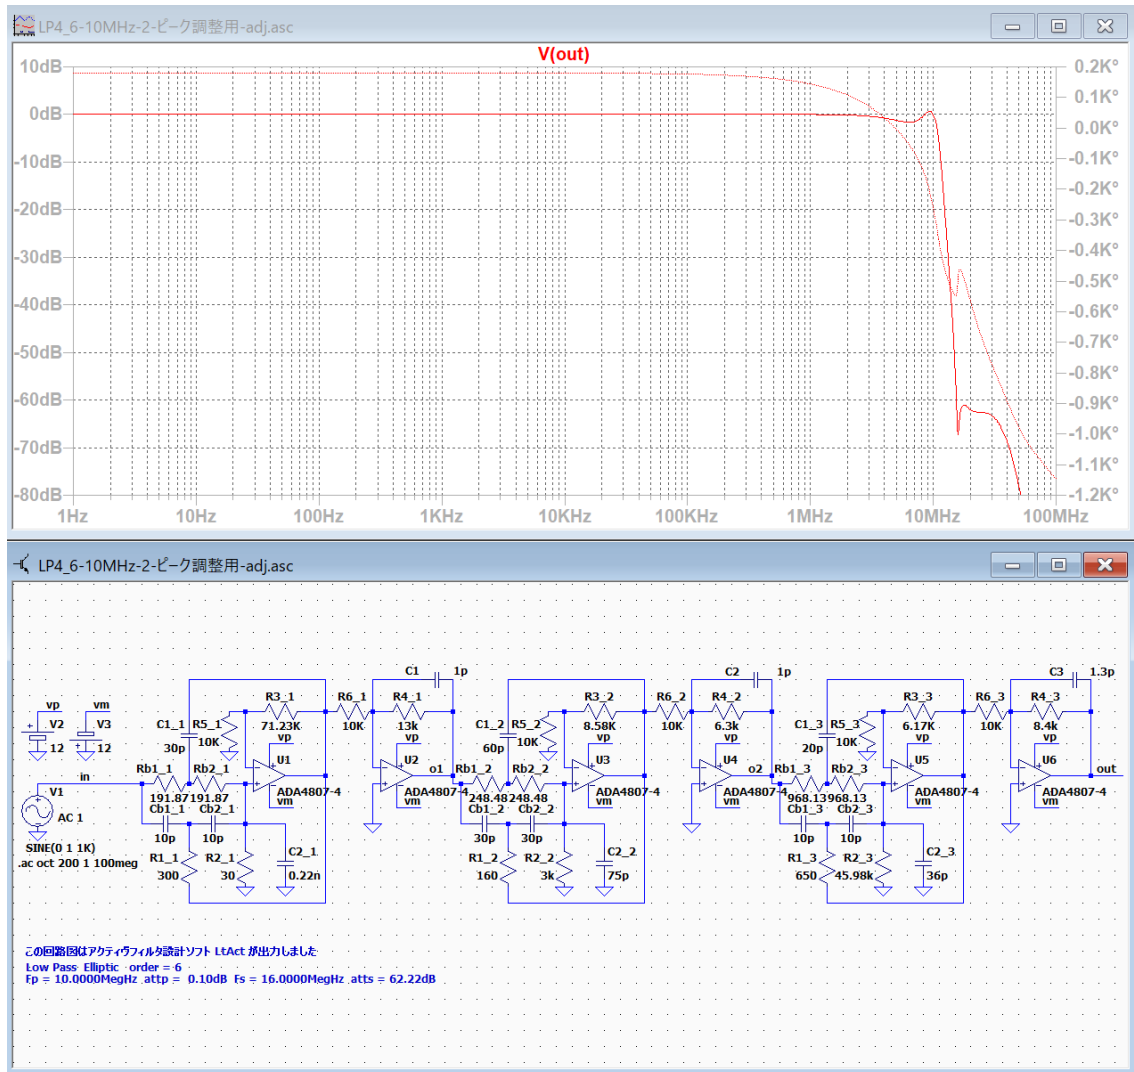 LP4_6-10MHz-2-ピーク調整用-adj.asc
V(out)
10dB
0dB
-10dB
-20dB
-30dB
-40dB
-50dB
-60dB
-70dB
-80dB
0.2K°
0.1K°
0.0K°
-0.1K°
-0.2K°
-0.3K°
-0.4K°
-0.5K°
-0.6K°
-0.7K°
-0.8K°
-0.9K°
-1.0K°
-1.1K°
-1.2K°
1Hz 10Hz 100Hz 1KHz 10KHz 100KHz 1MHz 10MHz 100MHz
LP4_6-10MHz-2-ピーク調整用-adj.asc
vp
V2
12
vm
V3
12
in
V1
AC 1
SINE(0 1 1K)
.ac oct 200 1 100meg
C1_1
30p
R5_1
10K
R3_1
71.23K
vp
U1
ADA4807-4
vm
Rb1_1
191.87
Rb2_1
191.87
Cb1_1
10p
Cb2_1
10p
R1_1
300
R2_1
30
C2_1
0.22n
R6_1
10K
C1
1p
R4_1
13k
vp
U2
ADA4807-4
vm
o1
C1_2
60p
R5_2
10K
R3_2
8.58K
vp
U3
ADA4807-4
vm
Rb1_2
248.48
Rb2_2
248.48
Cb1_2
30p
Cb2_2
30p
R1_2
160
R2_2
3k
C2_2
75p
R6_2
10K
C2
1p
R4_2
6.3k
vp
U4
ADA4807-4
vm
o2
C1_3
20p
R5_3
10K
R3_3
6.17K
vp
U5
ADA4807-4
vm
Rb1_3
968.13
Rb2_3
968.13
Cb1_3
10p
Cb2_3
10p
R1_3
650
R2_3
45.98k
C2_3
36p
R6_3
10K
C3
1.3p
R4_3
8.4k
vp
U6
ADA4807-4
vm
out
この回路図はアクティヴフィルタ設計ソフト LtAct が出力しました
Low Pass Elliptic order = 6
Fp = 10.0000MegHz attp = 0.10dB Fs = 16.0000MegHz atts = 62.22dB